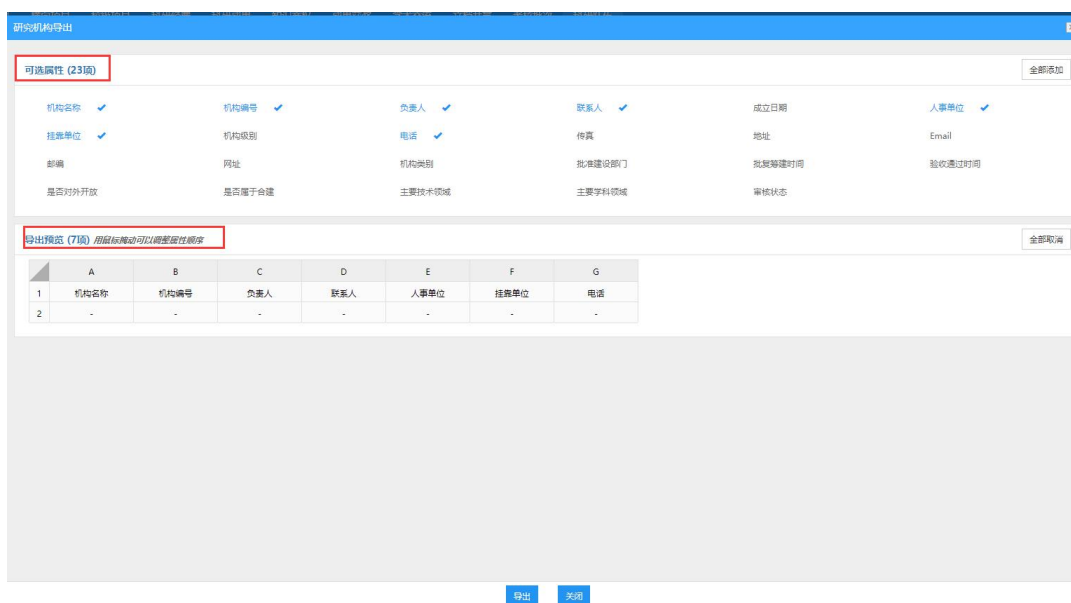 研究机构导出
可选属性 (23项)
全部添加
机构名称 机构编号 负责人 联系人 成立日期 人事单位
挂靠单位 机构级别 电话 传真 地址 Email
邮编 网址 机构类别 批准建设部门 批复筹建时间 验收通过时间
是否对外开放 是否属于合建 主要技术领域 主要学科领域 审核状态
导出预览 (7项) 用鼠标拖动可以调整属性顺序
全部取消
A B C D E F G
1 机构名称 机构编号 负责人 联系人 人事单位 挂靠单位 电话
2 - - - - - - -
导出 关闭